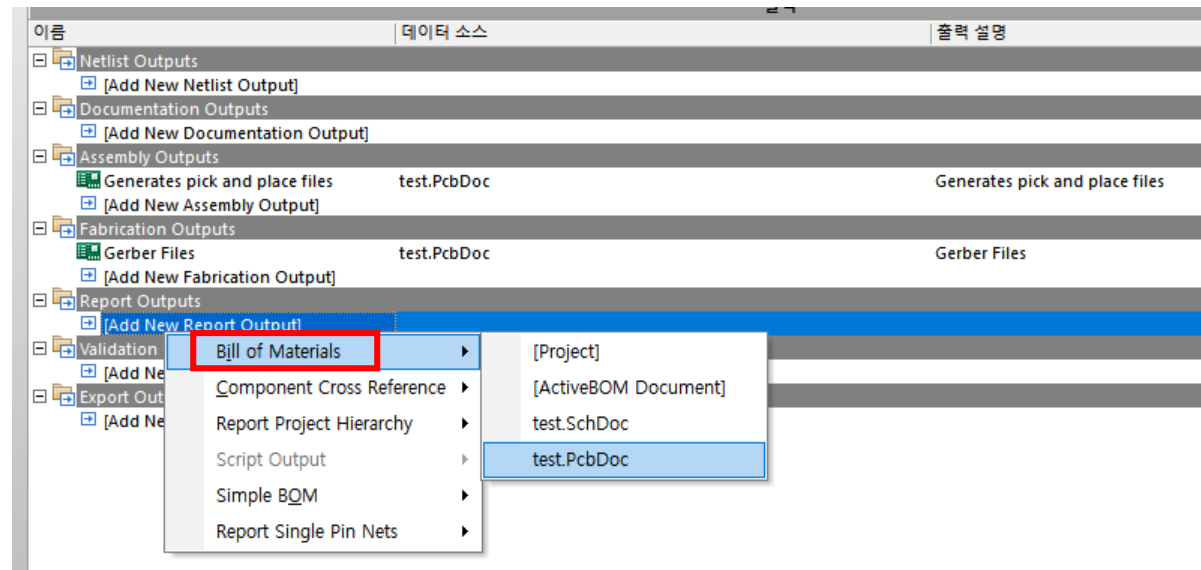 이름 데이터 소스 출력 설명
Netlist Outputs
[Add New Netlist Output]
Documentation Outputs
[Add New Documentation Output]
Assembly Outputs
Generates pick and place files test.PcbDoc Generates pick and place files
[Add New Assembly Output]
Fabrication Outputs
Gerber Files test.PcbDoc Gerber Files
[Add New Fabrication Output]
Report Outputs
[Add New Report Output]
Validation
[Add Ne
Export Out
[Add Ne
Bill of Materials
Component Cross Reference
Report Project Hierarchy
Script Output
Simple BOM
Report Single Pin Nets
[Project]
[ActiveBOM Document]
test.SchDoc
test.PcbDoc